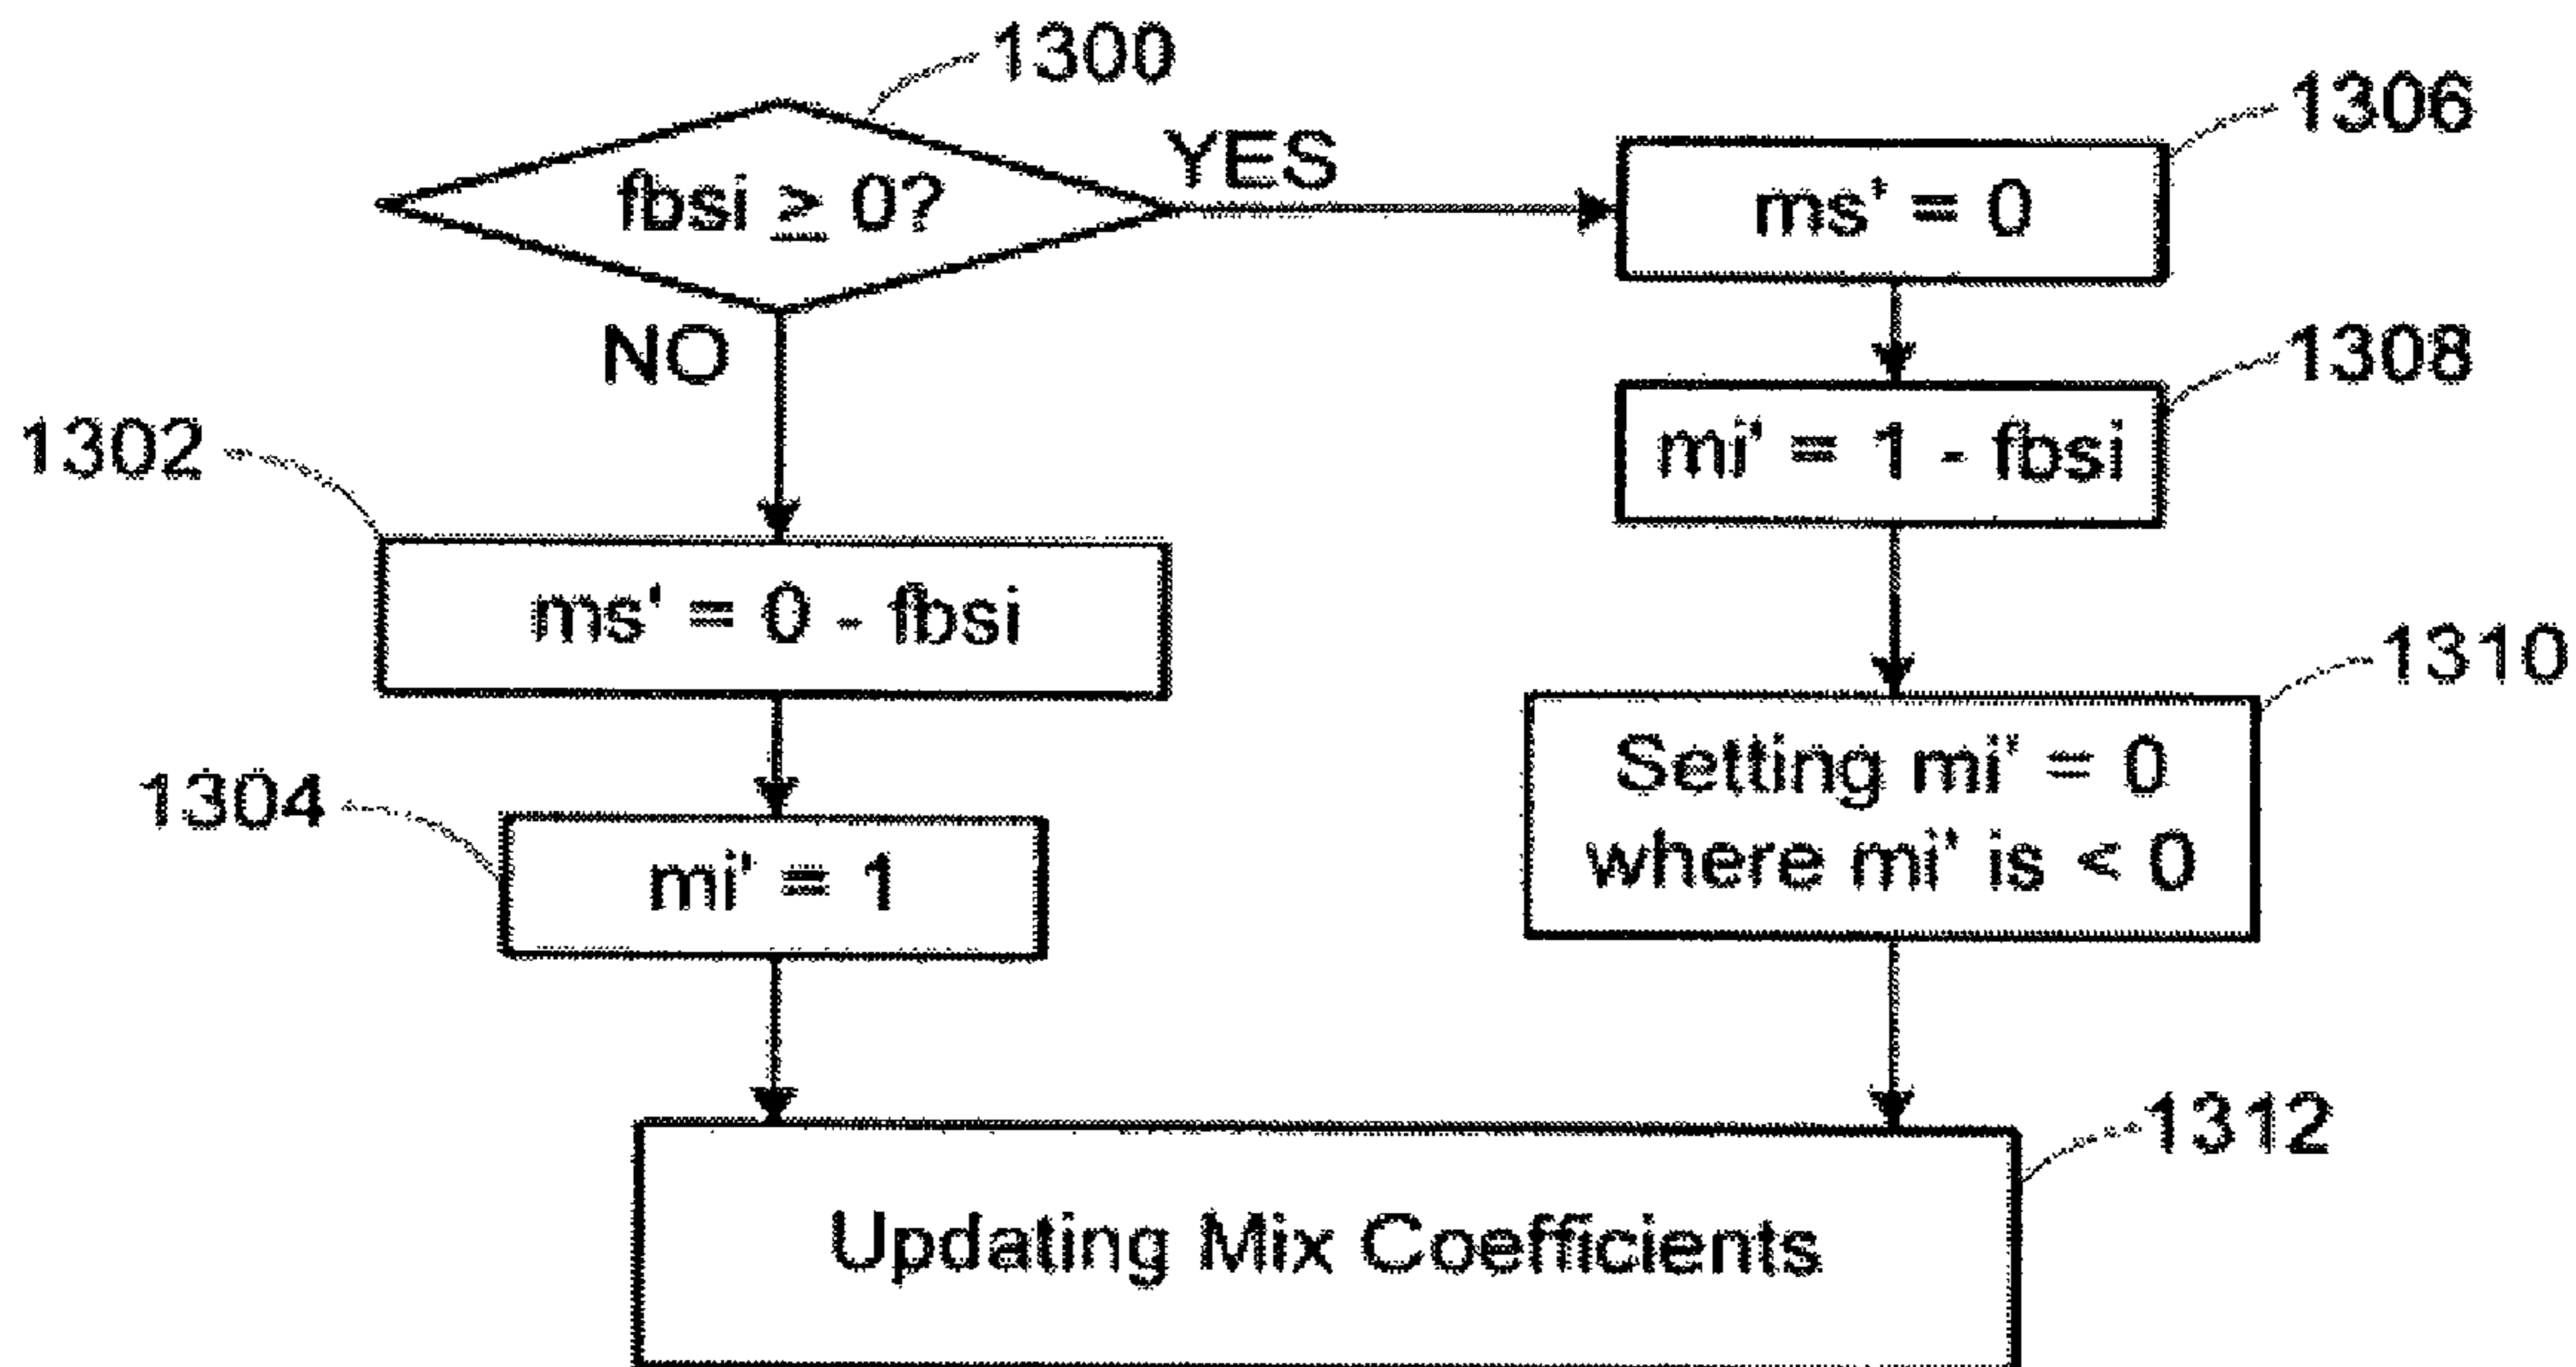 1300
fbsi ≥ 0?
YES
NO
1306
ms' = 0
1308
mi' = 1 - fbsi
1302
ms' = 0 - fbsi
1304
mi' = 1
1310
Setting mi' = 0
where mi' is < 0
1312
Updating Mix Coefficients